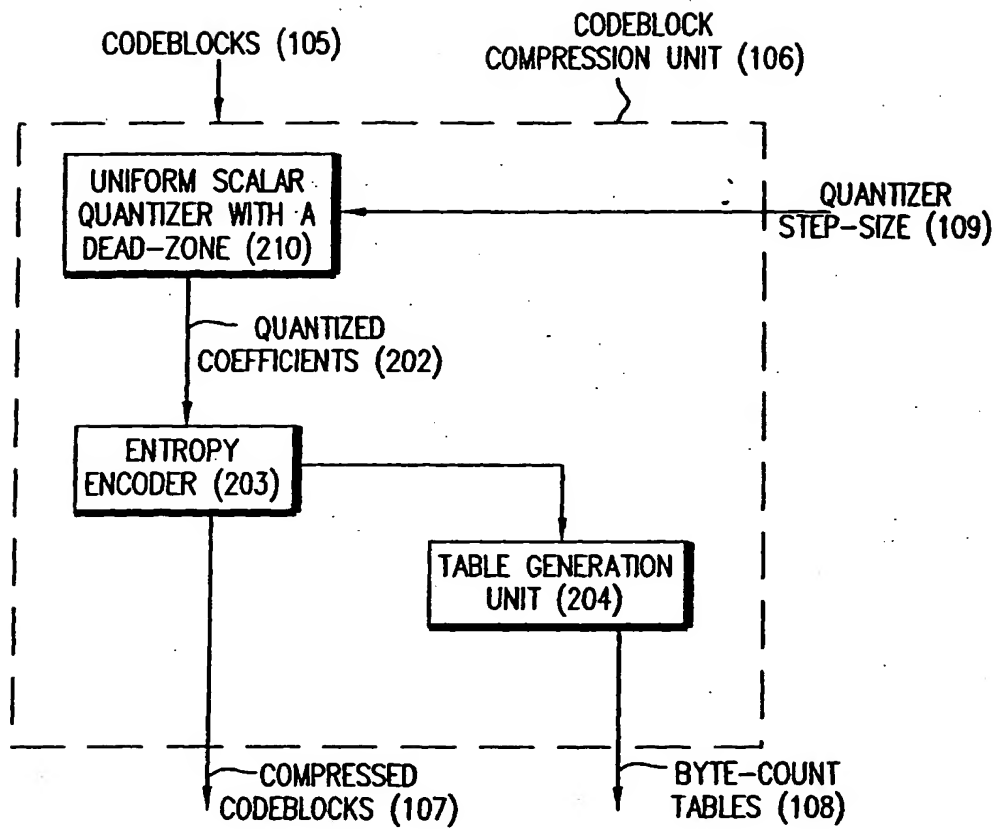 CODEBLOCKS (105)
CODEBLOCK
COMPRESSION UNIT (106)
UNIFORM SCALAR
QUANTIZER WITH A
DEAD-ZONE (210)
QUANTIZER
STEP-SIZE (109)
QUANTIZED
COEFFICIENTS (202)
ENTROPY
ENCODER (203)
TABLE GENERATION
UNIT (204)
COMPRESSED
CODEBLOCKS (107)
BYTE-COUNT
TABLES (108)